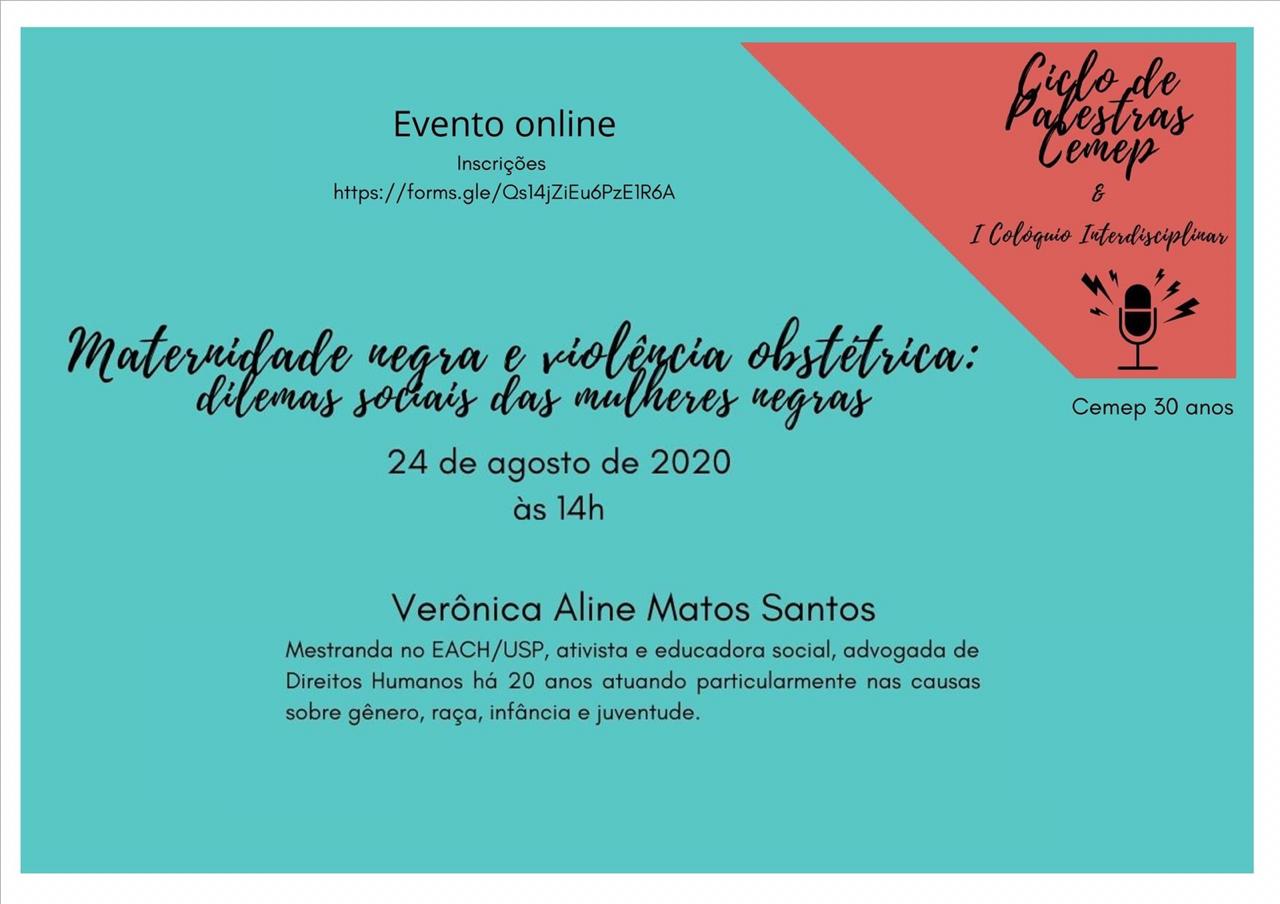 Ciclo de
Palestras
Cemep
&
I Colóquio Interdisciplinar
Cemep 30 anos
Evento online
Inscrições
https://forms.gle/Qs14jZiEu6PzE1R6A
Maternidade negra e violência obstétrica:
dilemas sociais das mulheres negras
24 de agosto de 2020
às 14h
Verônica Aline Matos Santos
Mestranda no EACH/USP, ativista e educadora social, advogada de
Direitos Humanos há 20 anos atuando particularmente nas causas
sobre gênero, raça, infância e juventude.